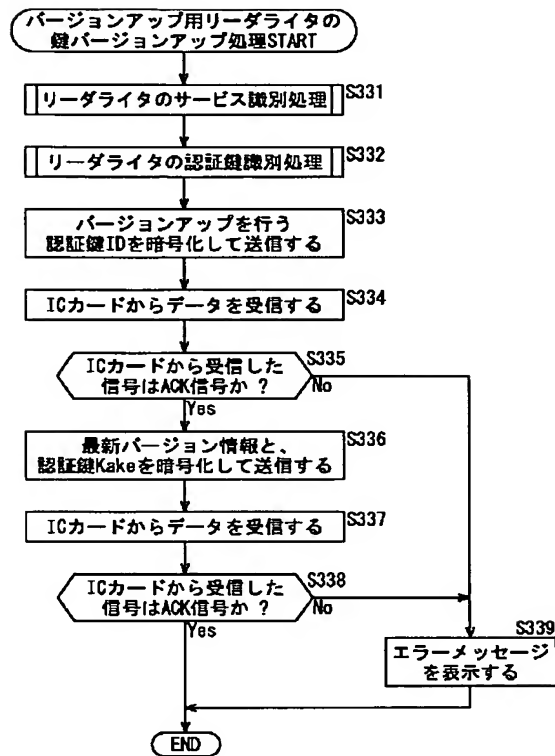 バージョンアップ用リーダライタの
鍵バージョンアップ処理START
リーダライタのサービス識別処理
S331
リーダライタの認証鍵識別処理
S332
バージョンアップを行う
認証鍵IDを暗号化して送信する
S333
ICカードからデータを受信する
S334
ICカードから受信した
信号はACK信号か ?
S335
No
Yes
最新バージョン情報と、
認証鍵Kakeを暗号化して送信する
S336
ICカードからデータを受信する
S337
ICカードから受信した
信号はACK信号か ?
S338
No
Yes
S339
エラーメッセージ
を表示する
END